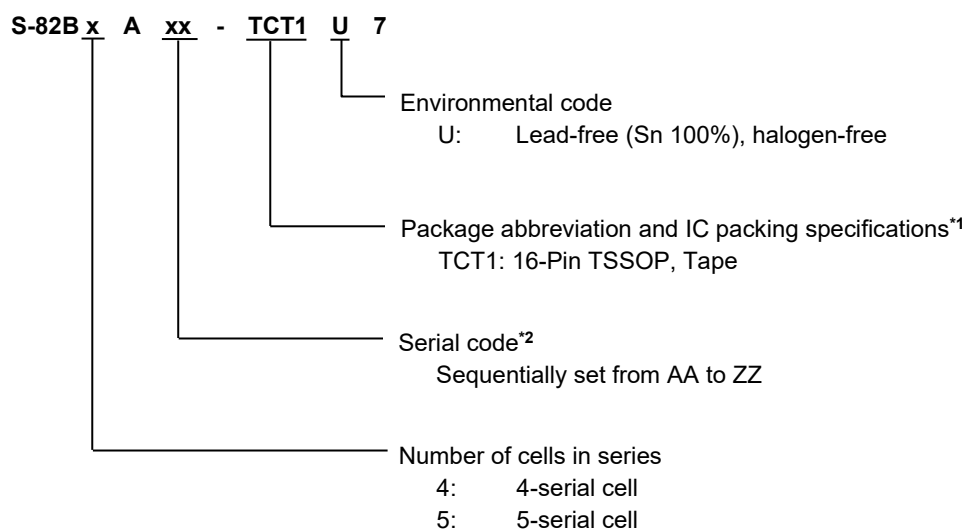 S-82B x A xx - TCT1 U 7
Environmental code
U: Lead-free (Sn 100%), halogen-free
Package abbreviation and IC packing specifications*1
TCT1: 16-Pin TSSOP, Tape
Serial code*2
Sequentially set from AA to ZZ
Number of cells in series
4: 4-serial cell
5: 5-serial cell